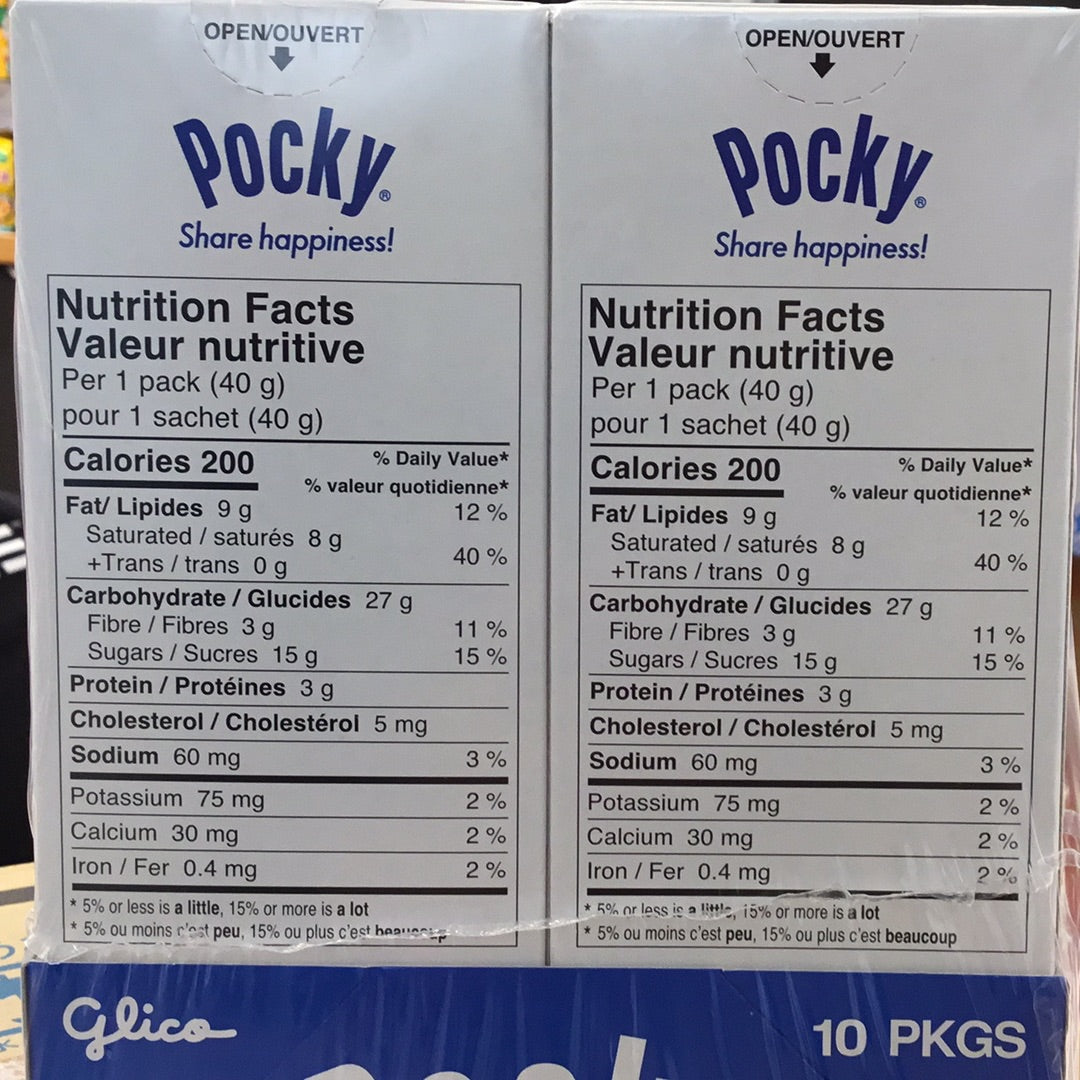 OPEN/OUVERT
Pocky®
Share happiness!
Nutrition Facts
Valeur nutritive
Per 1 pack (40 g)
pour 1 sachet (40 g)
Calories 200
% Daily Value*
% valeur quotidienne*
Fat/ Lipides 9 g 12 %
Saturated / saturés 8 g
+Trans / trans 0 g
40 %
Carbohydrate / Glucides 27 g
Fibre / Fibres 3 g 11 %
Sugars / Sucres 15 g 15 %
Protein / Protéines 3 g
Cholesterol / Cholestérol 5 mg
Sodium 60 mg 3 %
Potassium 75 mg 2 %
Calcium 30 mg 2 %
Iron / Fer 0.4 mg 2 %
* 5% or less is a little, 15% or more is a lot
* 5% ou moins c'est peu, 15% ou plus c'est beaucoup
OPEN/OUVERT
Pocky®
Share happiness!
Nutrition Facts
Valeur nutritive
Per 1 pack (40 g)
pour 1 sachet (40 g)
Calories 200
% Daily Value*
% valeur quotidienne*
Fat/ Lipides 9 g 12 %
Saturated / saturés 8 g
+Trans / trans 0 g
40 %
Carbohydrate / Glucides 27 g
Fibre / Fibres 3 g 11 %
Sugars / Sucres 15 g 15 %
Protein / Protéines 3 g
Cholesterol / Cholestérol 5 mg
Sodium 60 mg 3 %
Potassium 75 mg 2 %
Calcium 30 mg 2 %
Iron / Fer 0.4 mg 2 %
* 5% or less is a little, 15% or more is a lot
* 5% ou moins c'est peu, 15% ou plus c'est beaucoup
Glico
10 PKGS